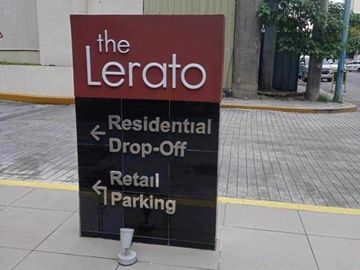 the
Lerato
Residential
Drop-Off
Retail
Parking